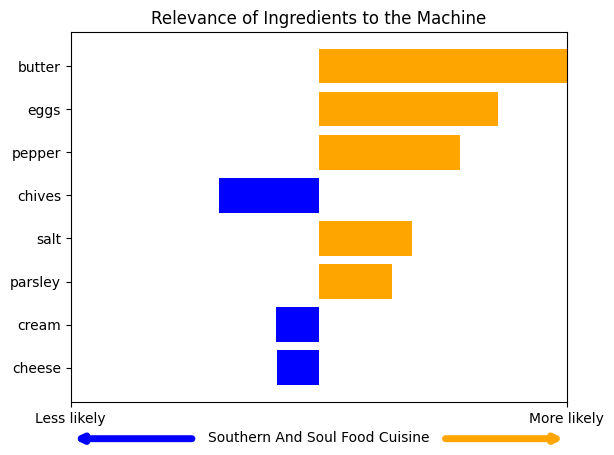 Relevance of Ingredients to the Machine
butter
eggs
pepper
chives
salt
parsley
cream
cheese
Less likely More likely
Southern And Soul Food Cuisine